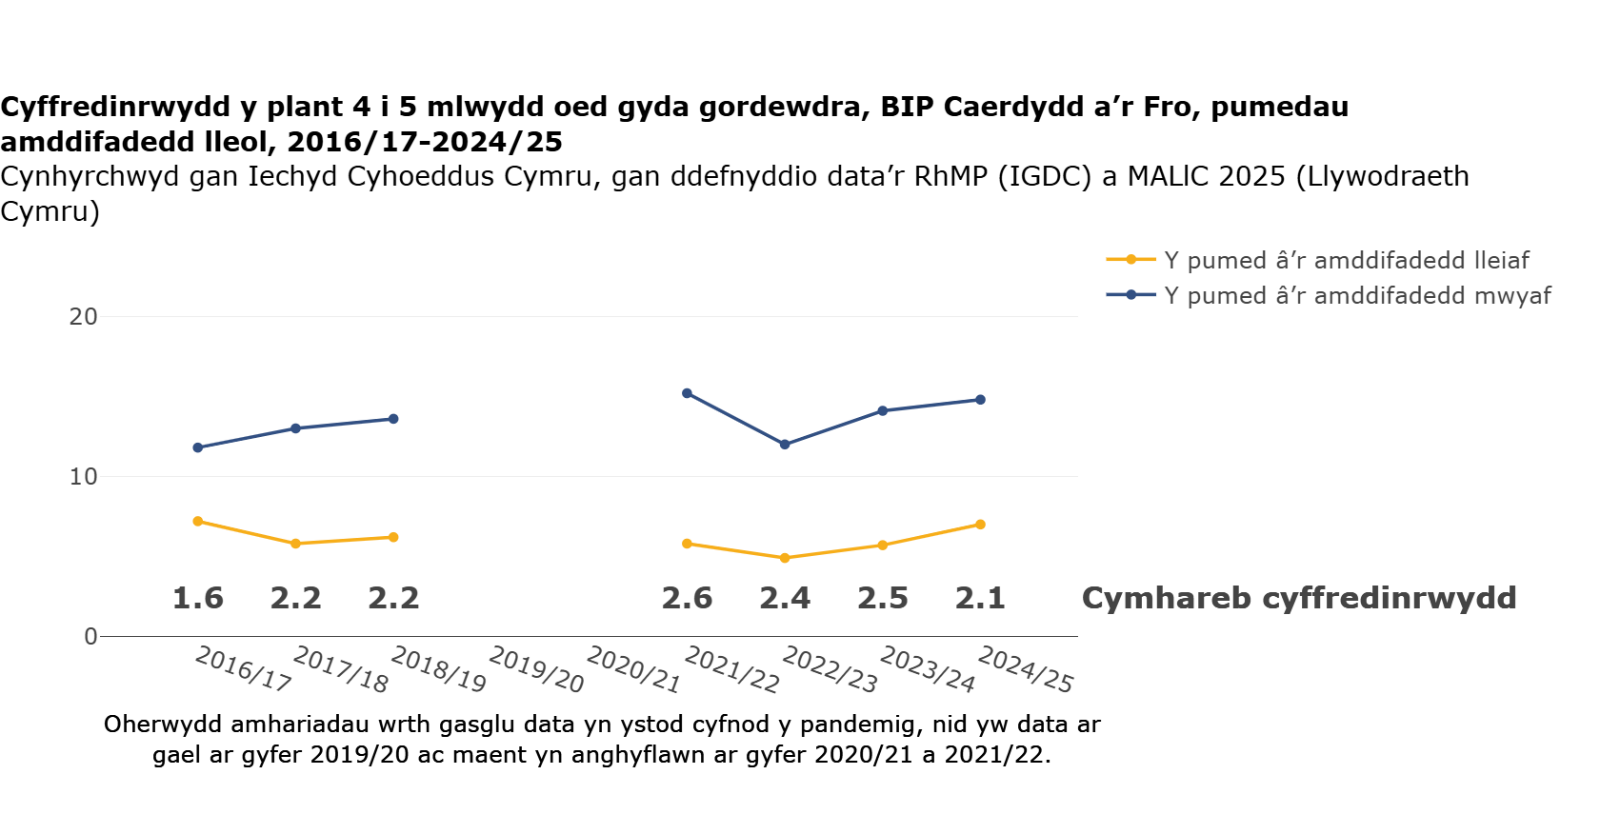 Cyffredinrwydd y plant 4 i 5 mlwydd oed gyda gordewdra, BIP Caerdydd a’r Fro, pumedau
amddifadedd lleol, 2016/17-2024/25
Cynhyrchwyd gan Iechyd Cyhoeddus Cymru, gan ddefnyddio data’r RhMP (IGDC) a MALlC 2025 (Llywodraeth
Cymru)
Y pumed â’r amddifadedd lleiaf
Y pumed â’r amddifadedd mwyaf
20
10
1.6 2.2 2.2 2.6 2.4 2.5 2.1 Cymhareb cyffredinrwydd
0
2016/17 2017/18 2018/19 2019/20 2020/21 2021/22 2022/23 2023/24 2024/25
Oherwydd amhariadau wrth gasglu data yn ystod cyfnod y pandemig, nid yw data ar
gael ar gyfer 2019/20 ac maent yn anghyflawn ar gyfer 2020/21 a 2021/22.